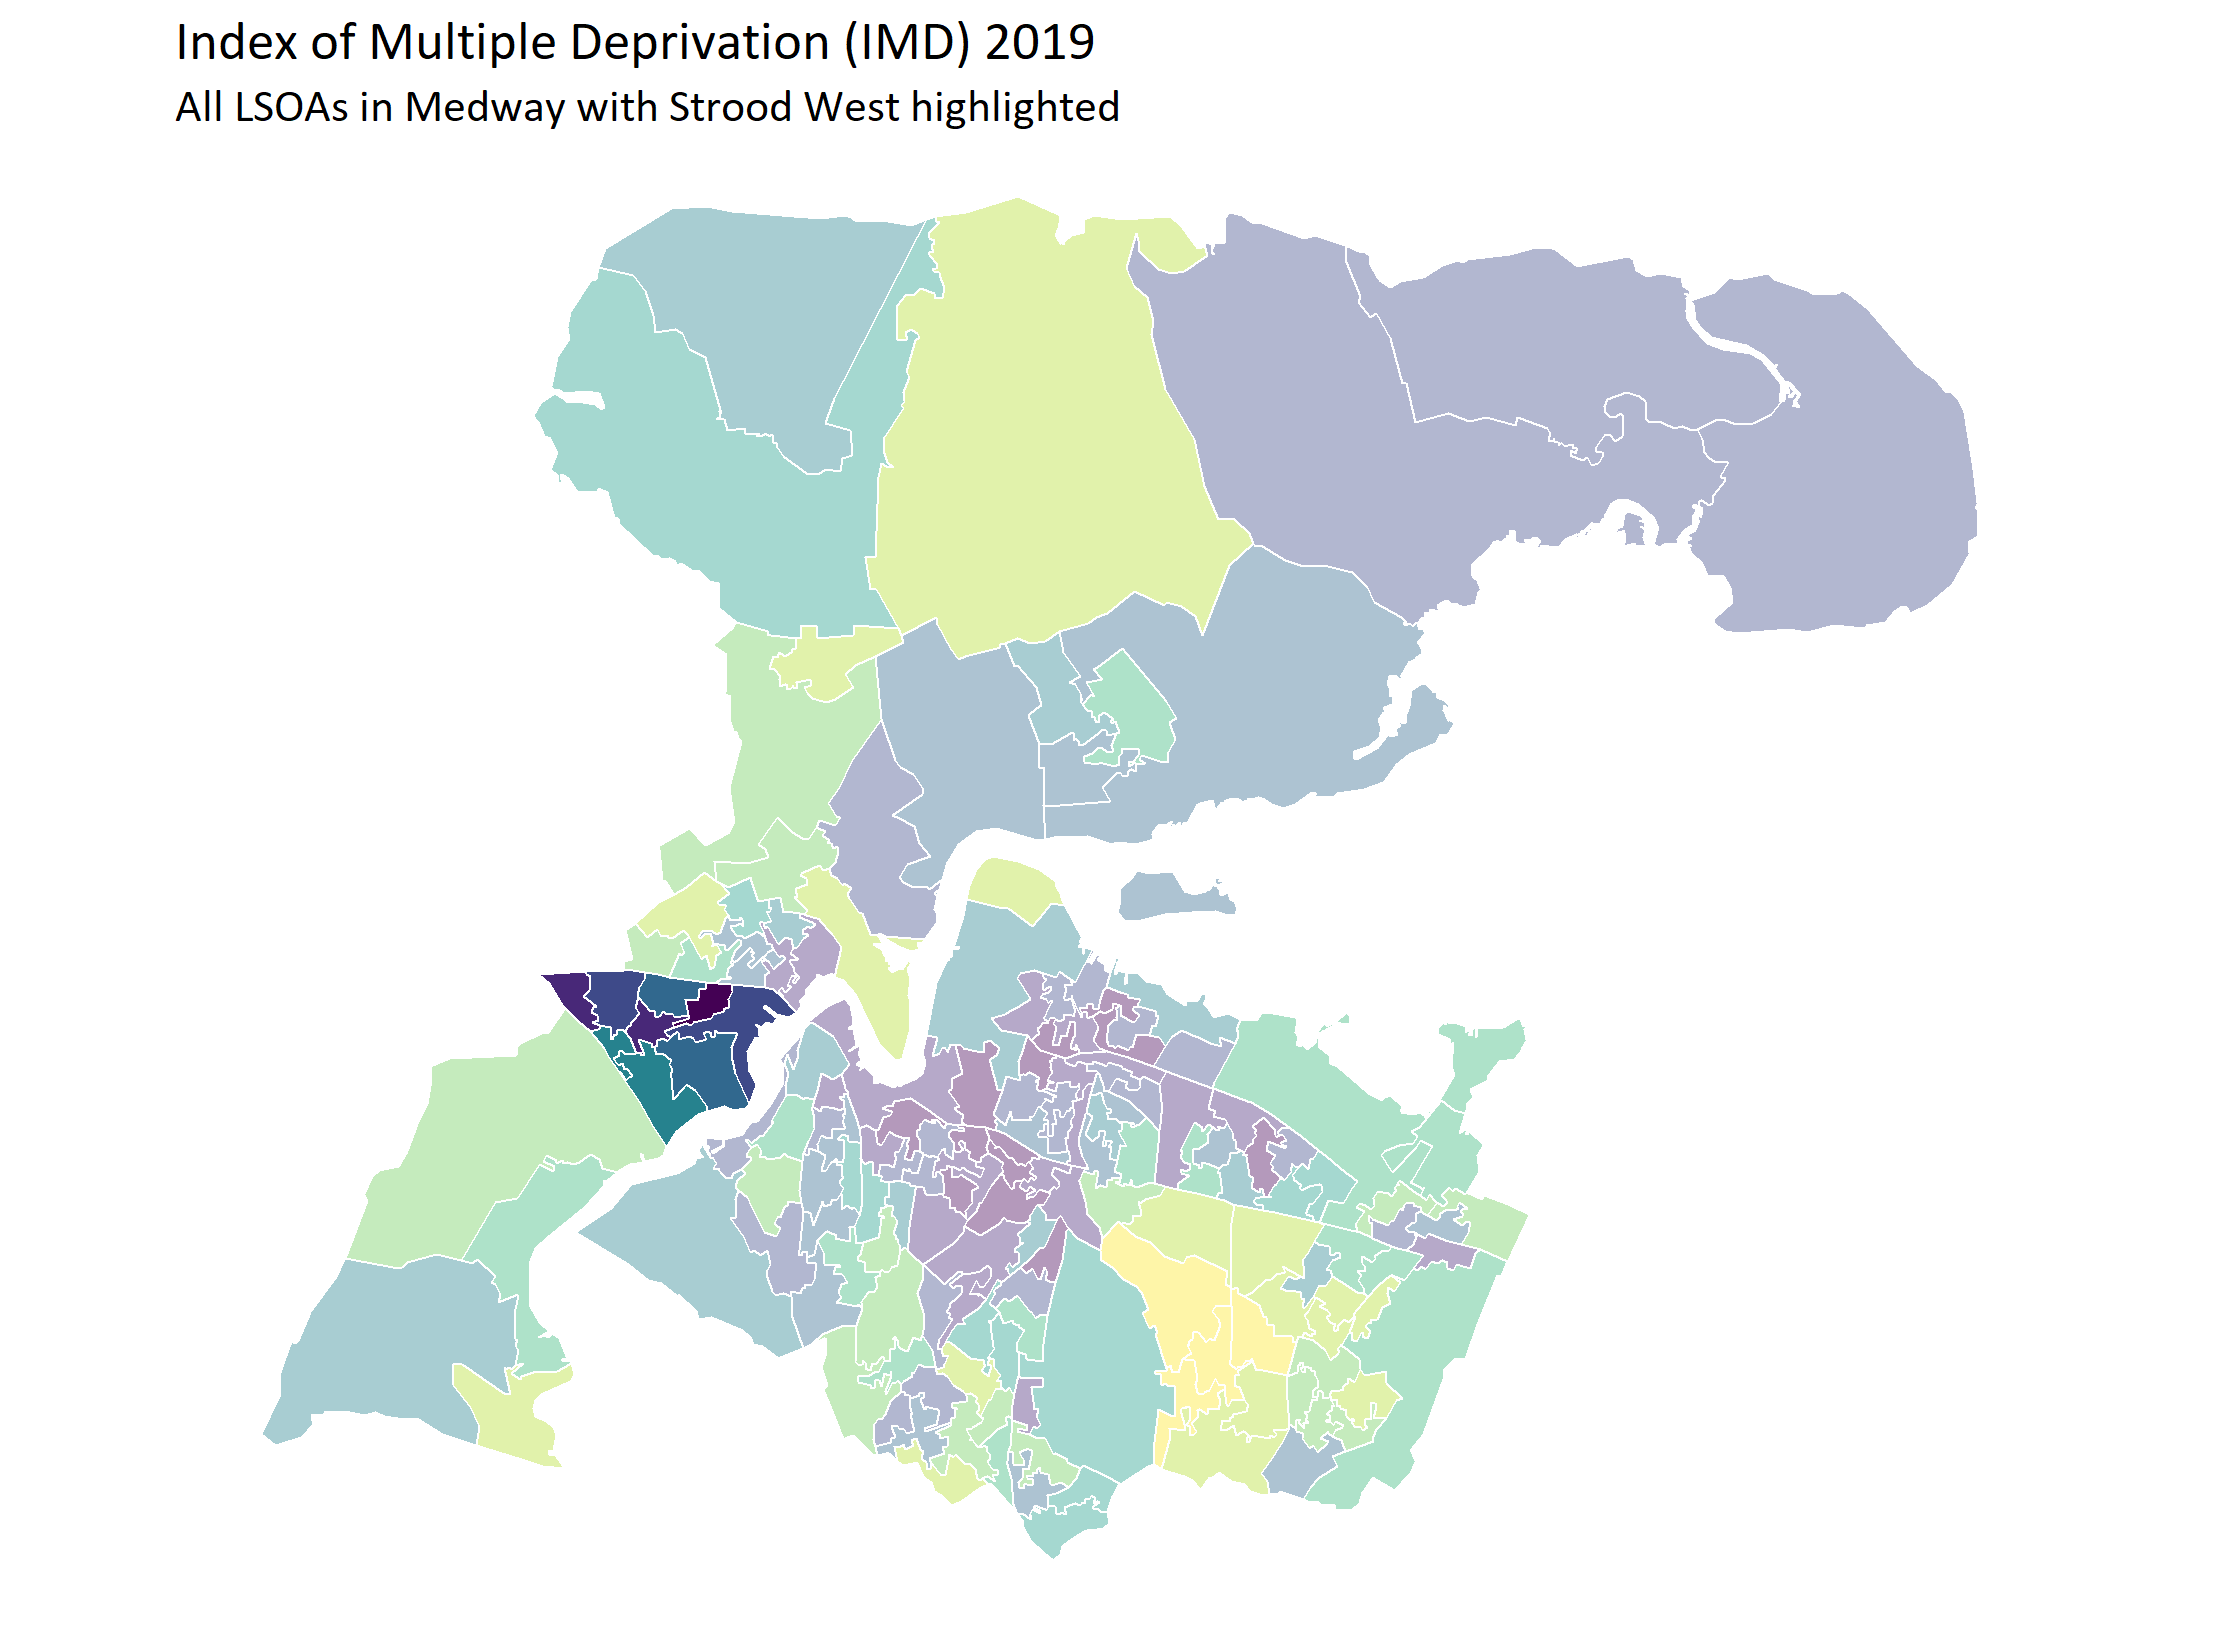 Index of Multiple Deprivation (IMD) 2019
All LSOAs in Medway with Strood West highlighted